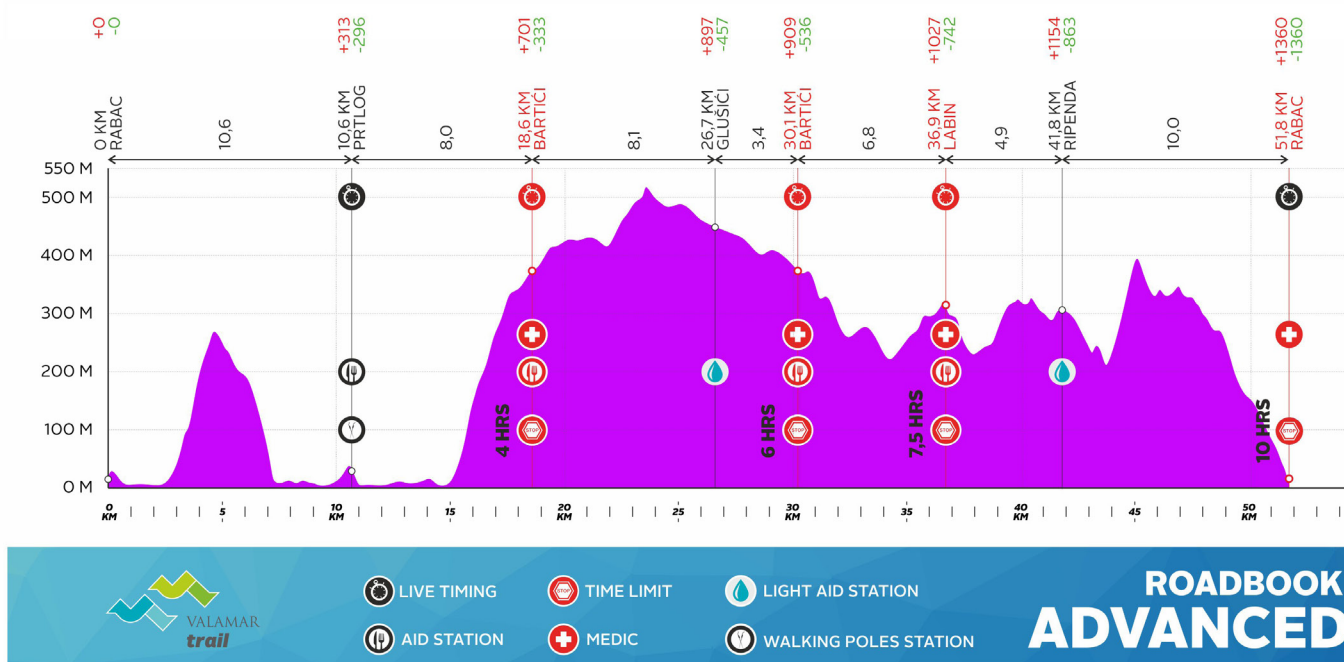 +0
-0
+313
-296
+701
-333
+897
-457
+909
-536
+1027
-742
+1154
-863
+1360
-1360
0 KM
RABAC
10,6 KM
PRTLOG
18,6 KM
BARTIĆI
26,7 KM
GLUŠIĆI
30,1 KM
BARTIĆI
36,9 KM
LABIN
41,8 KM
RIPENDA
51,8 KM
RABAC
10,6
8,0
8,1
3,4
6,8
4,9
10,0
550 M
500 M
400 M
300 M
200 M
100 M
0 M
4 HRS
6 HRS
7,5 HRS
10 HRS
STOP
STOP
STOP
STOP
0 KM
5
10 KM
15
20 KM
25
30 KM
35
40 KM
45
50 KM
VALAMAR
trail
LIVE TIMING
STOP
TIME LIMIT
LIGHT AID STATION
AID STATION
MEDIC
WALKING POLES STATION
ROADBOOK
ADVANCED